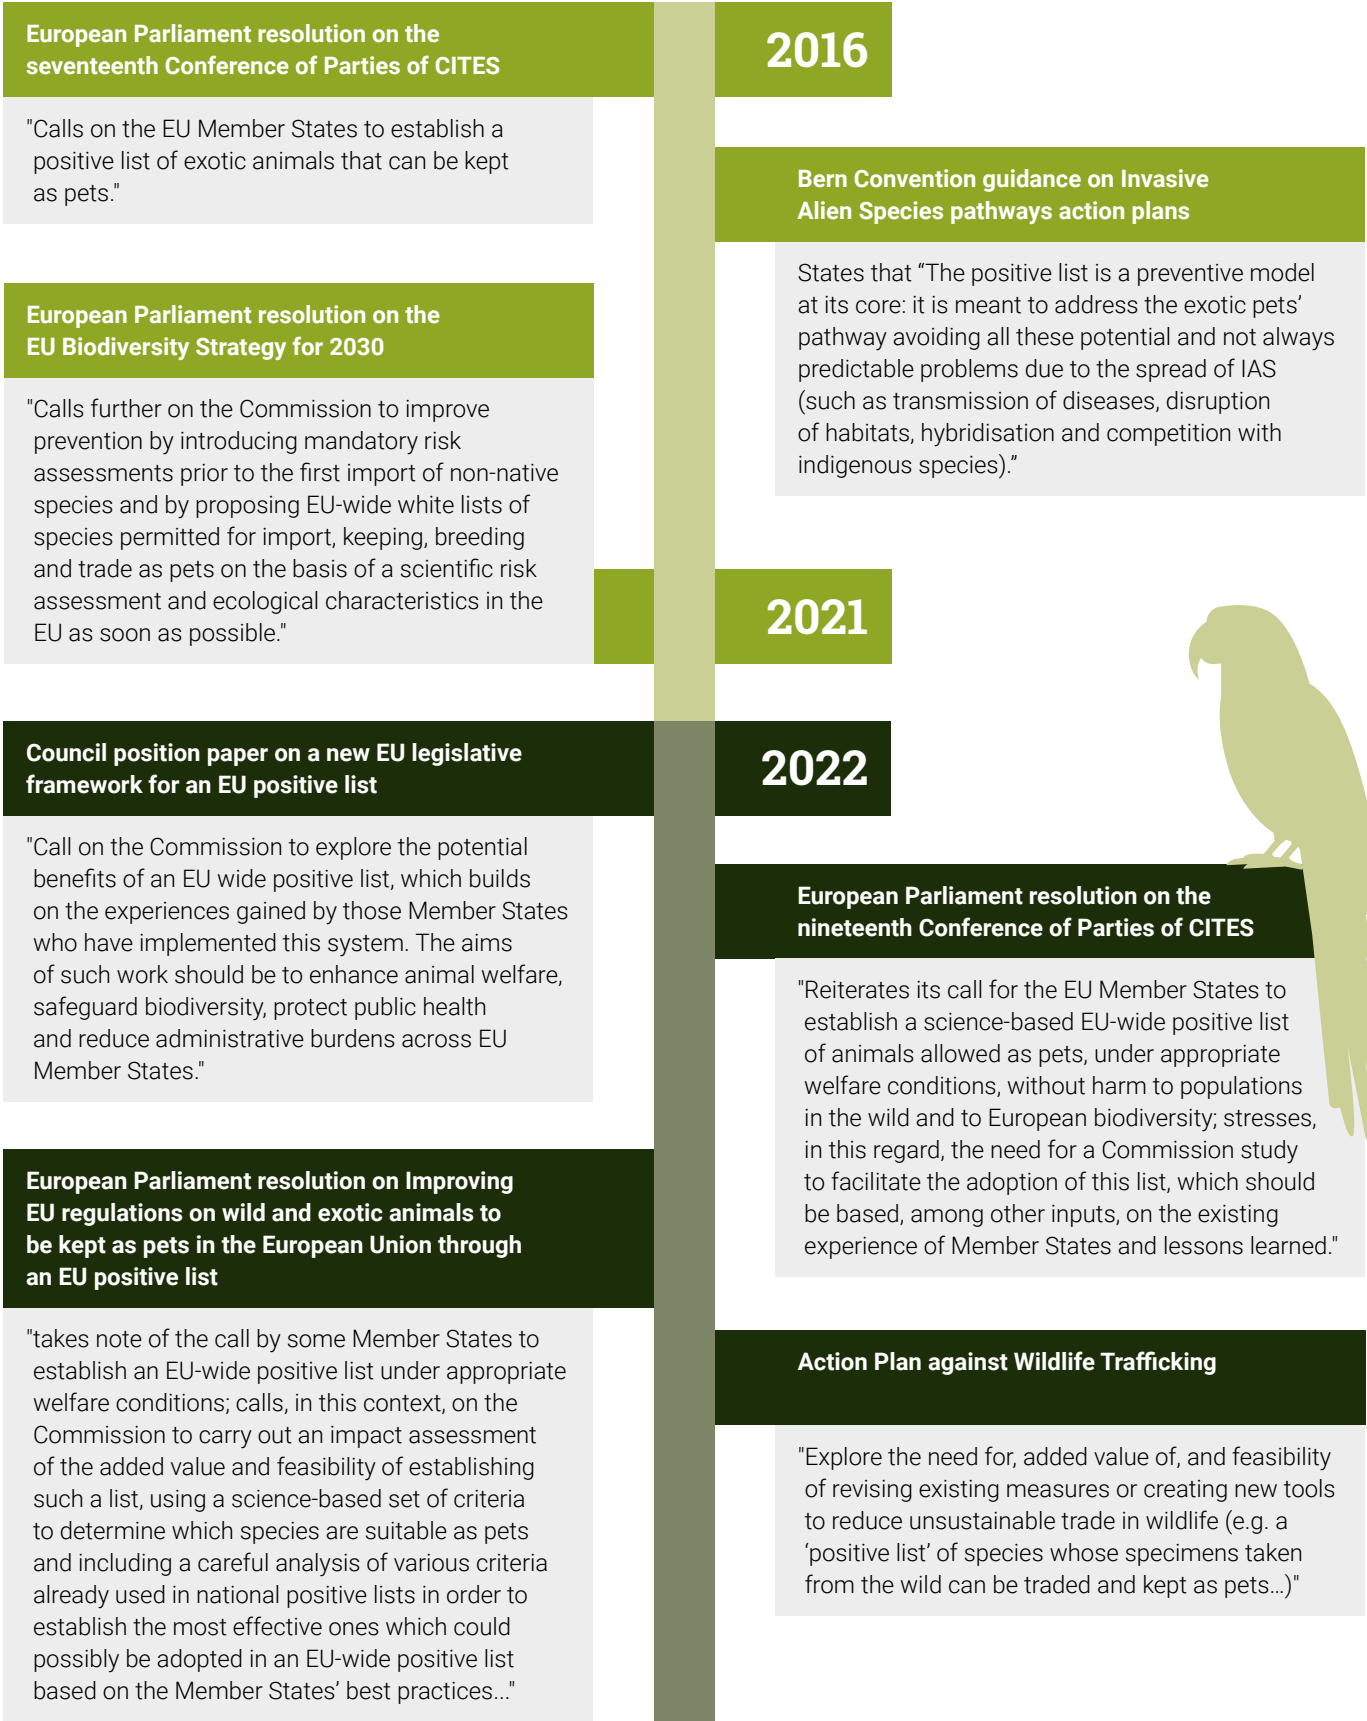 European Parliament resolution on the
seventeenth Conference of Parties of CITES
2016
"Calls on the EU Member States to establish a
positive list of exotic animals that can be kept
as pets."
Bern Convention guidance on Invasive
Alien Species pathways action plans
States that “The positive list is a preventive model
at its core: it is meant to address the exotic pets’
pathway avoiding all these potential and not always
predictable problems due to the spread of IAS
(such as transmission of diseases, disruption
of habitats, hybridisation and competition with
indigenous species).”
European Parliament resolution on the
EU Biodiversity Strategy for 2030
"Calls further on the Commission to improve
prevention by introducing mandatory risk
assessments prior to the first import of non-native
species and by proposing EU-wide white lists of
species permitted for import, keeping, breeding
and trade as pets on the basis of a scientific risk
assessment and ecological characteristics in the
EU as soon as possible."
2021
Council position paper on a new EU legislative
framework for an EU positive list
2022
"Call on the Commission to explore the potential
benefits of an EU wide positive list, which builds
on the experiences gained by those Member States
who have implemented this system. The aims
of such work should be to enhance animal welfare,
safeguard biodiversity, protect public health
and reduce administrative burdens across EU
Member States."
European Parliament resolution on the
nineteenth Conference of Parties of CITES
"Reiterates its call for the EU Member States to
establish a science-based EU-wide positive list
of animals allowed as pets, under appropriate
welfare conditions, without harm to populations
in the wild and to European biodiversity; stresses,
in this regard, the need for a Commission study
to facilitate the adoption of this list, which should
be based, among other inputs, on the existing
experience of Member States and lessons learned."
European Parliament resolution on Improving
EU regulations on wild and exotic animals to
be kept as pets in the European Union through
an EU positive list
"takes note of the call by some Member States to
establish an EU-wide positive list under appropriate
welfare conditions; calls, in this context, on the
Commission to carry out an impact assessment
of the added value and feasibility of establishing
such a list, using a science-based set of criteria
to determine which species are suitable as pets
and including a careful analysis of various criteria
already used in national positive lists in order to
establish the most effective ones which could
possibly be adopted in an EU-wide positive list
based on the Member States’ best practices..."
Action Plan against Wildlife Trafficking
"Explore the need for, added value of, and feasibility
of revising existing measures or creating new tools
to reduce unsustainable trade in wildlife (e.g. a
‘positive list’ of species whose specimens taken
from the wild can be traded and kept as pets…)"